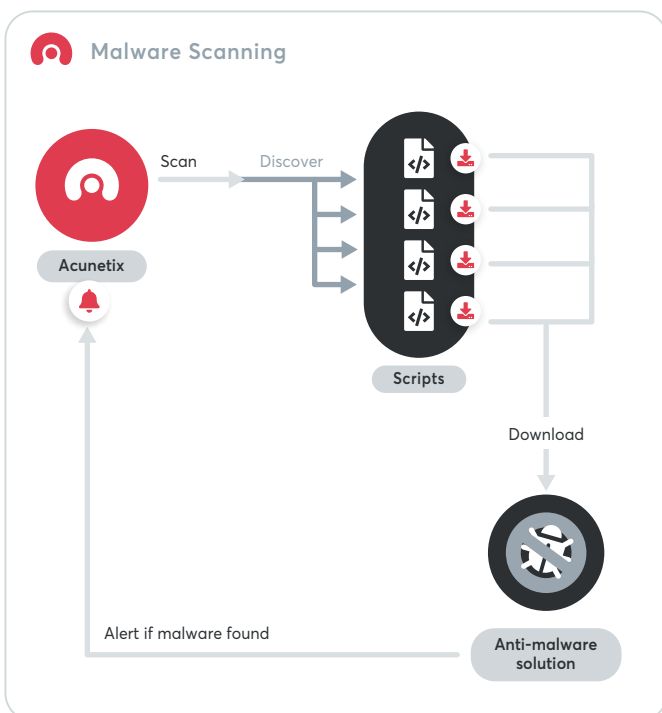 Malware Scanning
Scan
Discover
</>
</>
</>
</>
Acunetix
Scripts
Download
Alert if malware found
Anti-malware
solution